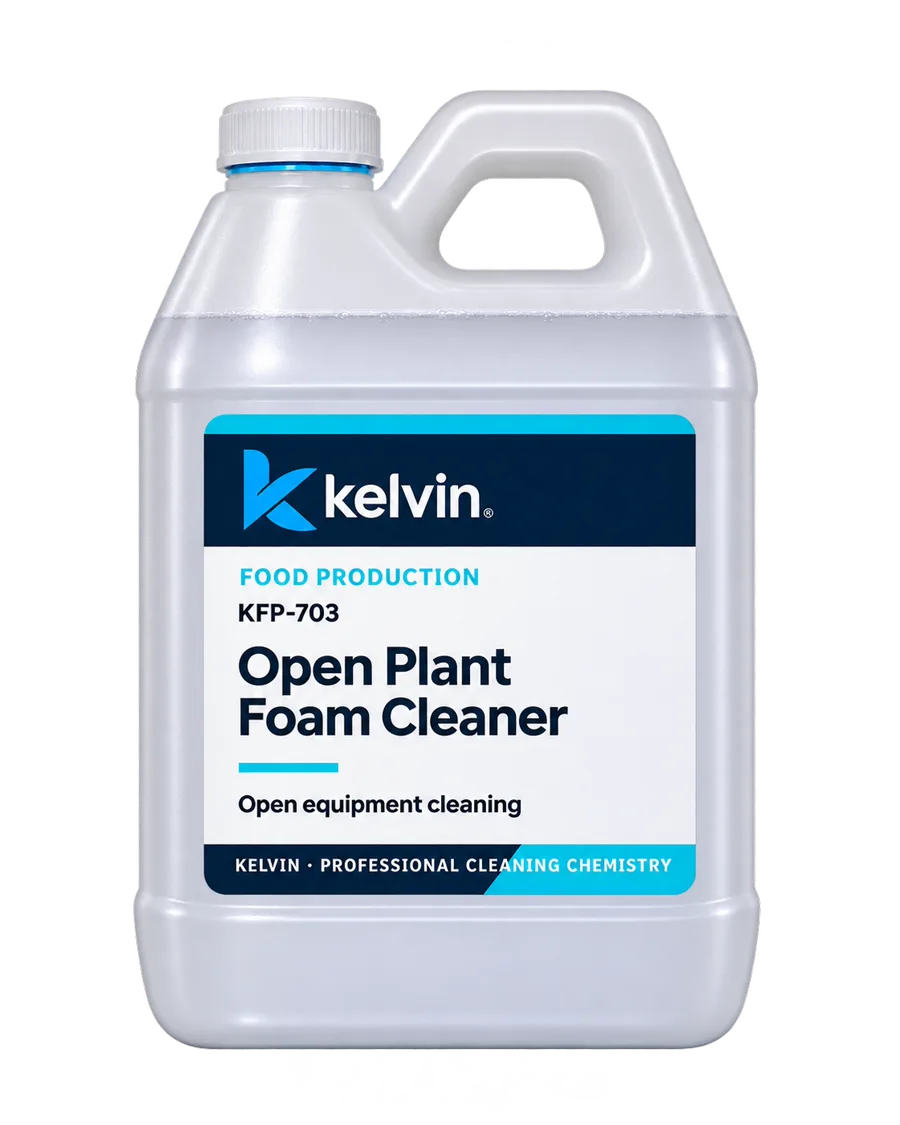 kelvin®
FOOD PRODUCTION
KFP-703
Open Plant
Foam Cleaner
Open equipment cleaning
KELVIN · PROFESSIONAL CLEANING CHEMISTRY